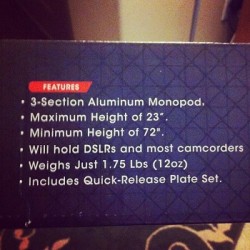 FEATURES
• 3-Section Aluminum Monopod.
• Maximum Height of 23".
• Minimum Height of 72".
• Will hold DSLRs and most camcorders
• Weighs Just 1.75 Lbs (12oz)
• Includes Quick-Release Plate Set.